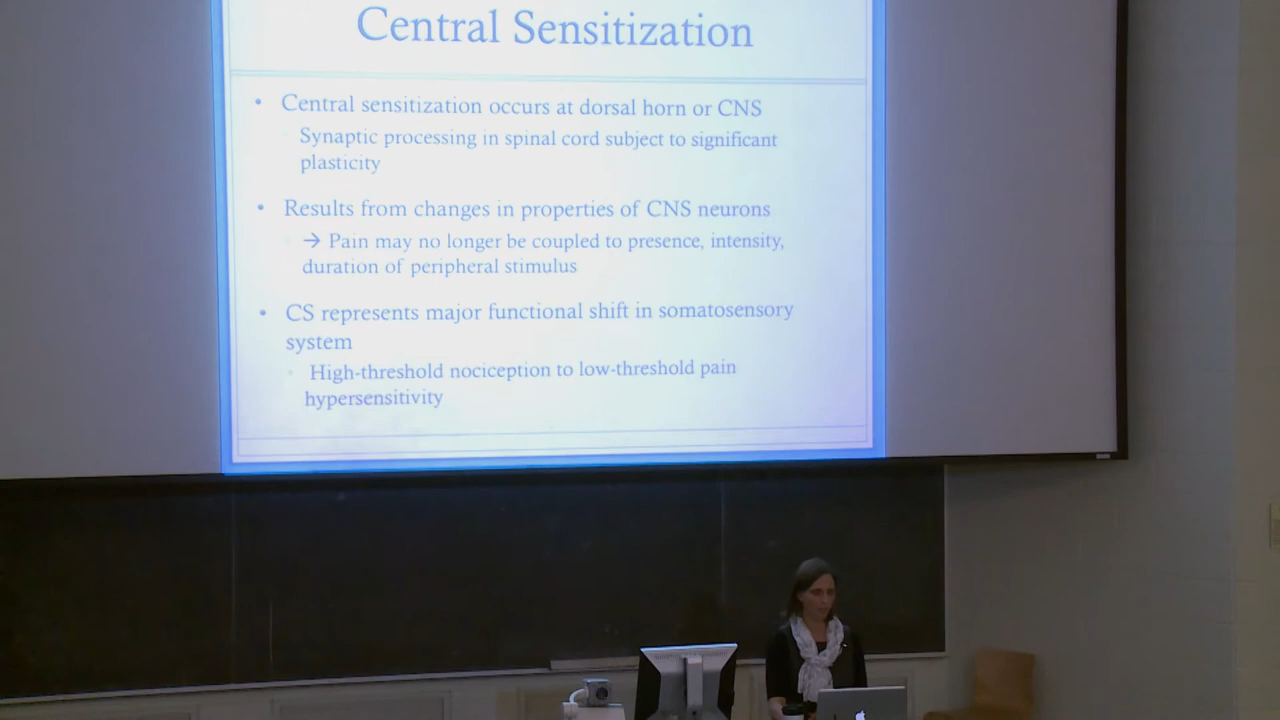 Central Sensitization
• Central sensitization occurs at dorsal horn or CNS
Synaptic processing in spinal cord subject to significant
plasticity
• Results from changes in properties of CNS neurons
→ Pain may no longer be coupled to presence, intensity,
duration of peripheral stimulus
• CS represents major functional shift in somatosensory
system
High-threshold nociception to low-threshold pain
hypersensitivity